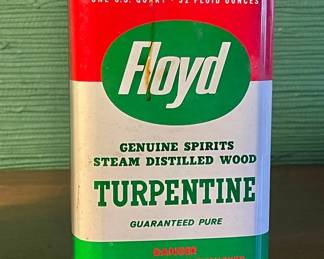 ONE U.S. QUART - 32 FLUID OUNCES
Floyd
GENUINE SPIRITS
STEAM DISTILLED WOOD
TURPENTINE
GUARANTEED PURE
DANGER